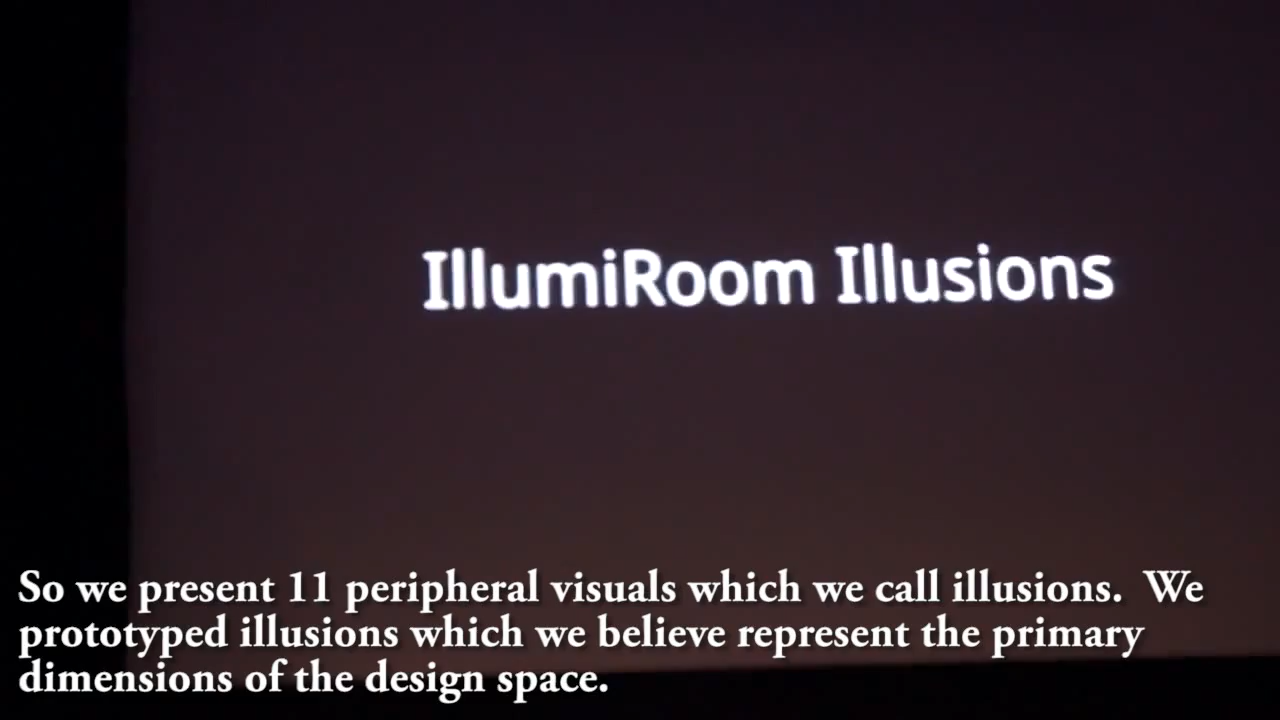 IllumiRoom Illusions
So we present 11 peripheral visuals which we call illusions.  We
prototyped illusions which we believe represent the primary
dimensions of the design space.